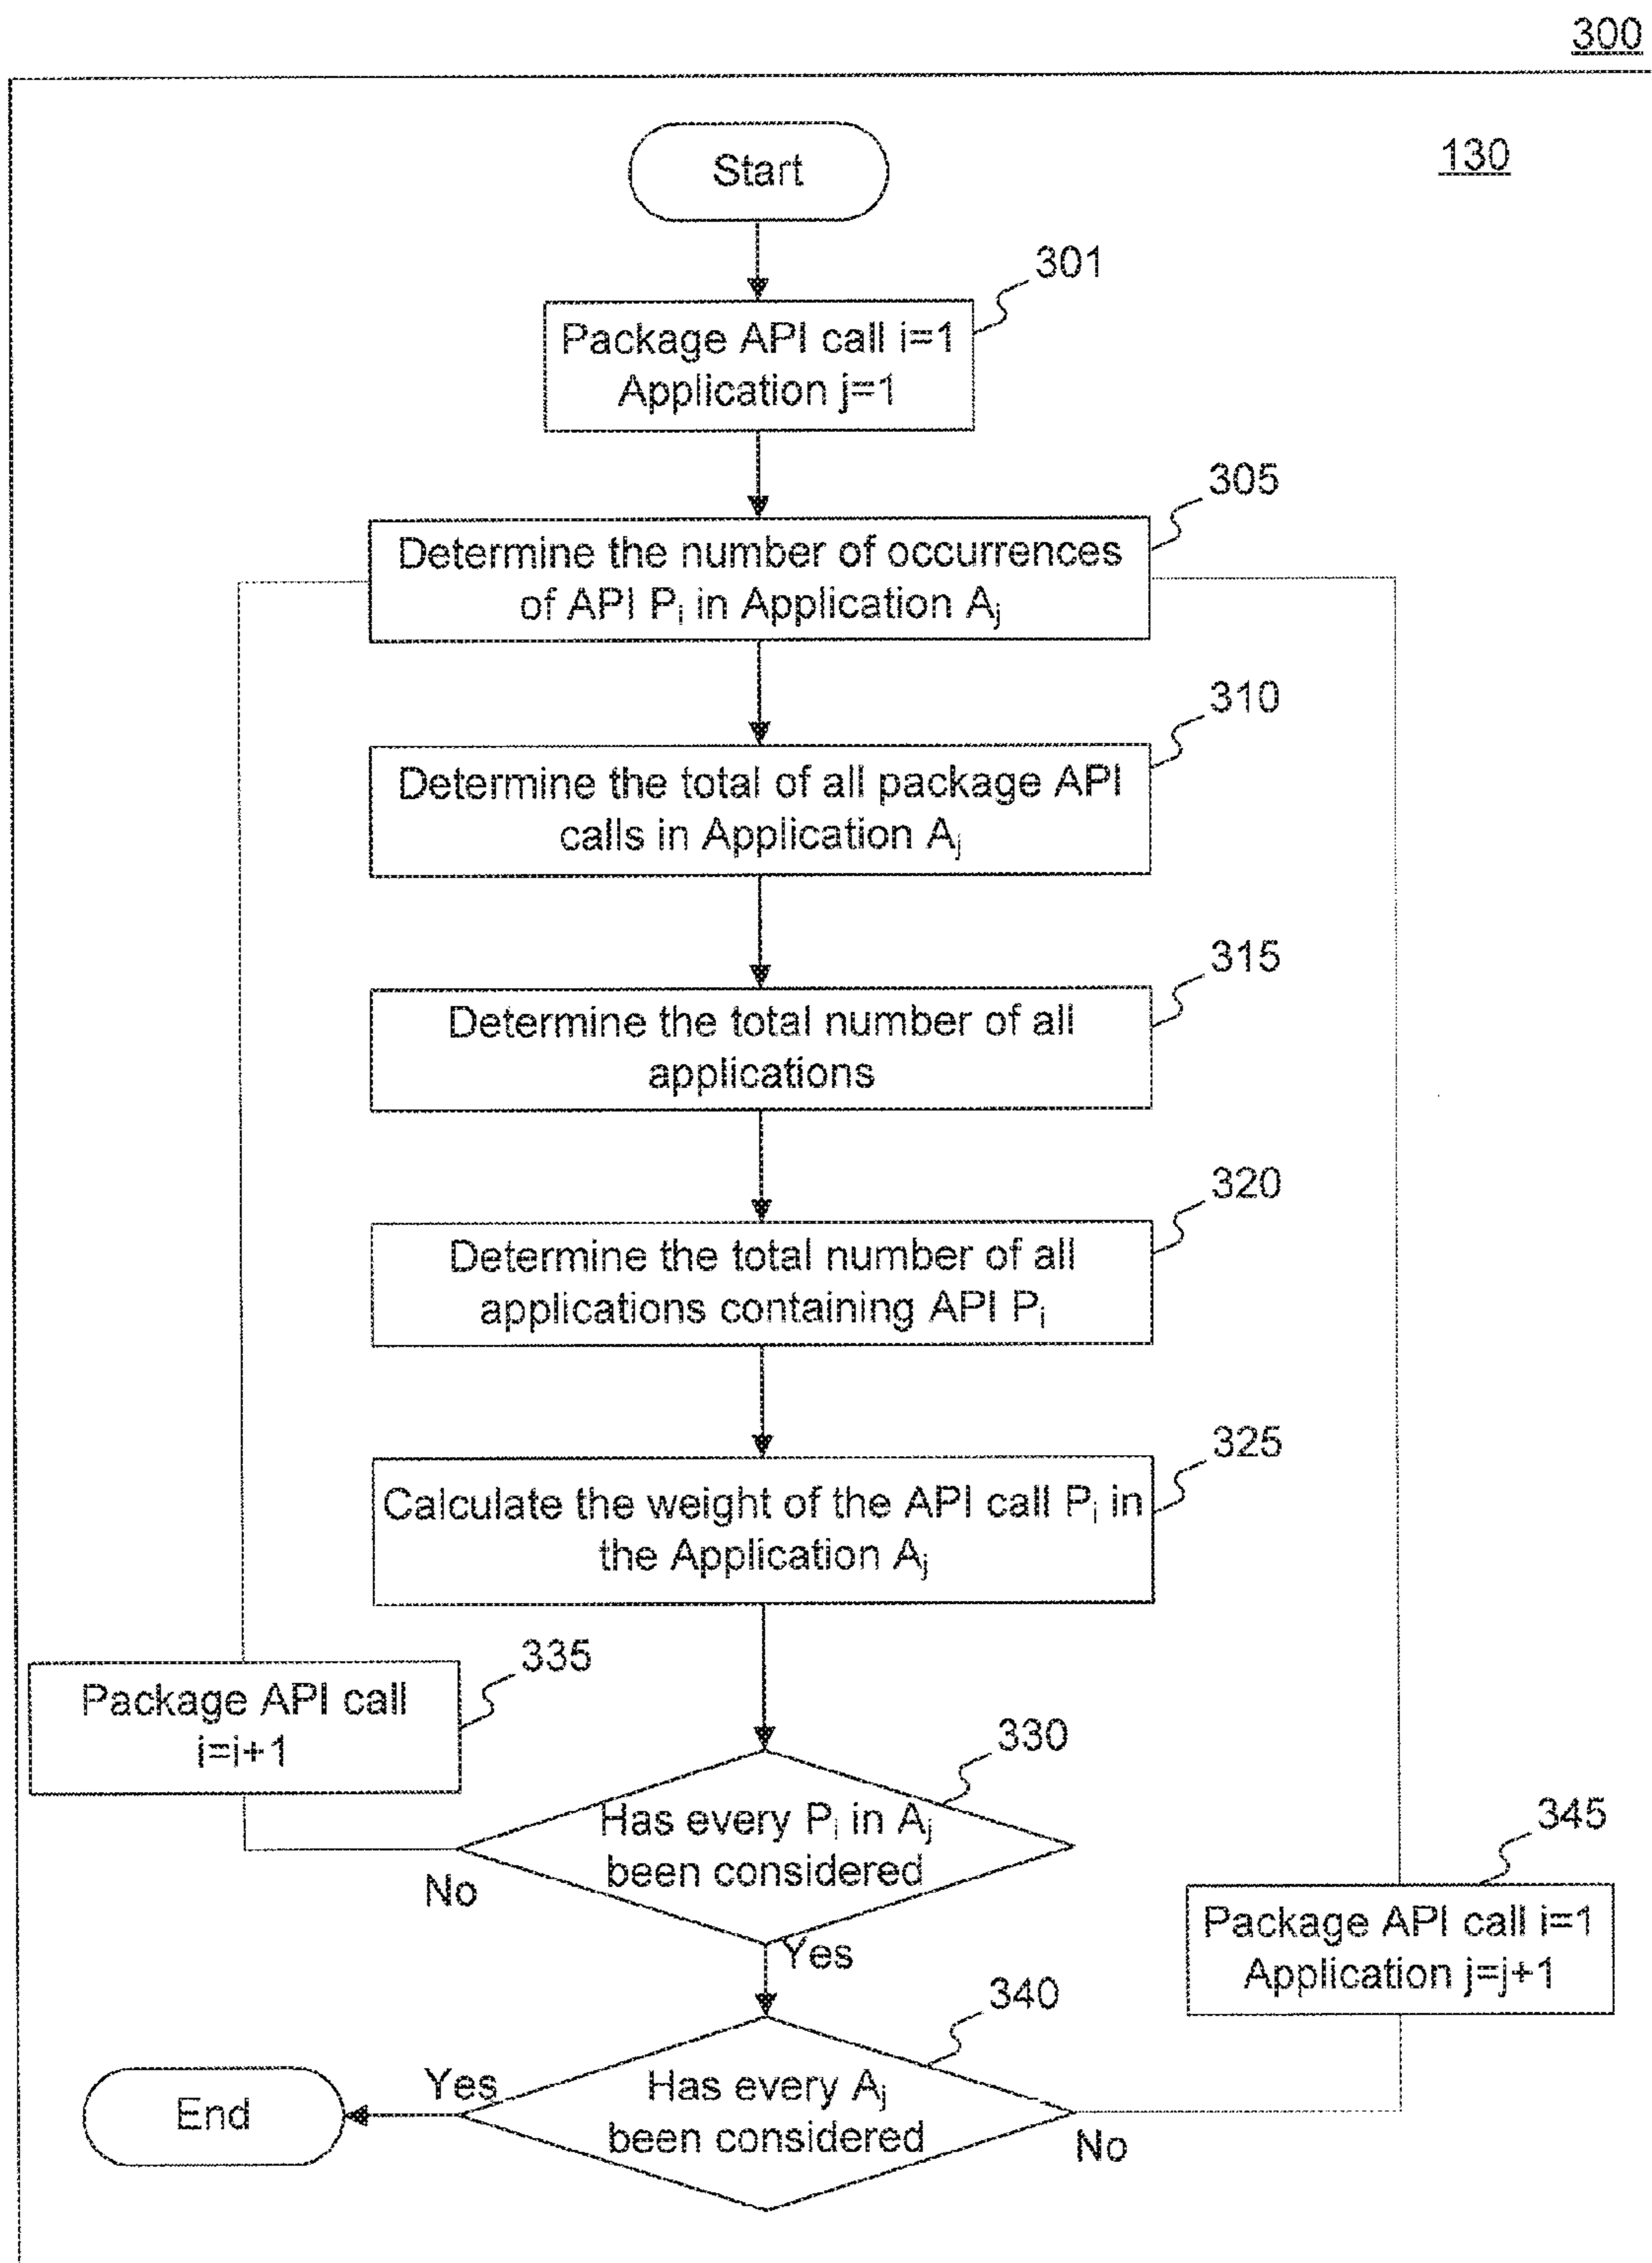 300
130
Start
301
Package API call i=1
Application j=1
305
Determine the number of occurrences
of API Pi in Application Aj
310
Determine the total of all package API
calls in Application Aj
315
Determine the total number of all
applications
320
Determine the total number of all
applications containing API Pi
325
Calculate the weight of the API call Pi in
the Application Aj
335
Package API call
i=i+1
330
Has every Pi in Aj
been considered
No
Yes
345
Package API call i=1
Application j=j+1
340
Has every Aj
been considered
Yes
No
End